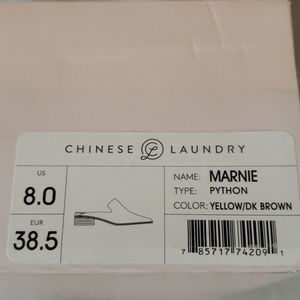 CHINESE CL LAUNDRY
US
8.0
EUR
38.5
NAME: MARNIE
TYPE: PYTHON
COLOR: YELLOW/DK BROWN
7 85717 74209 1